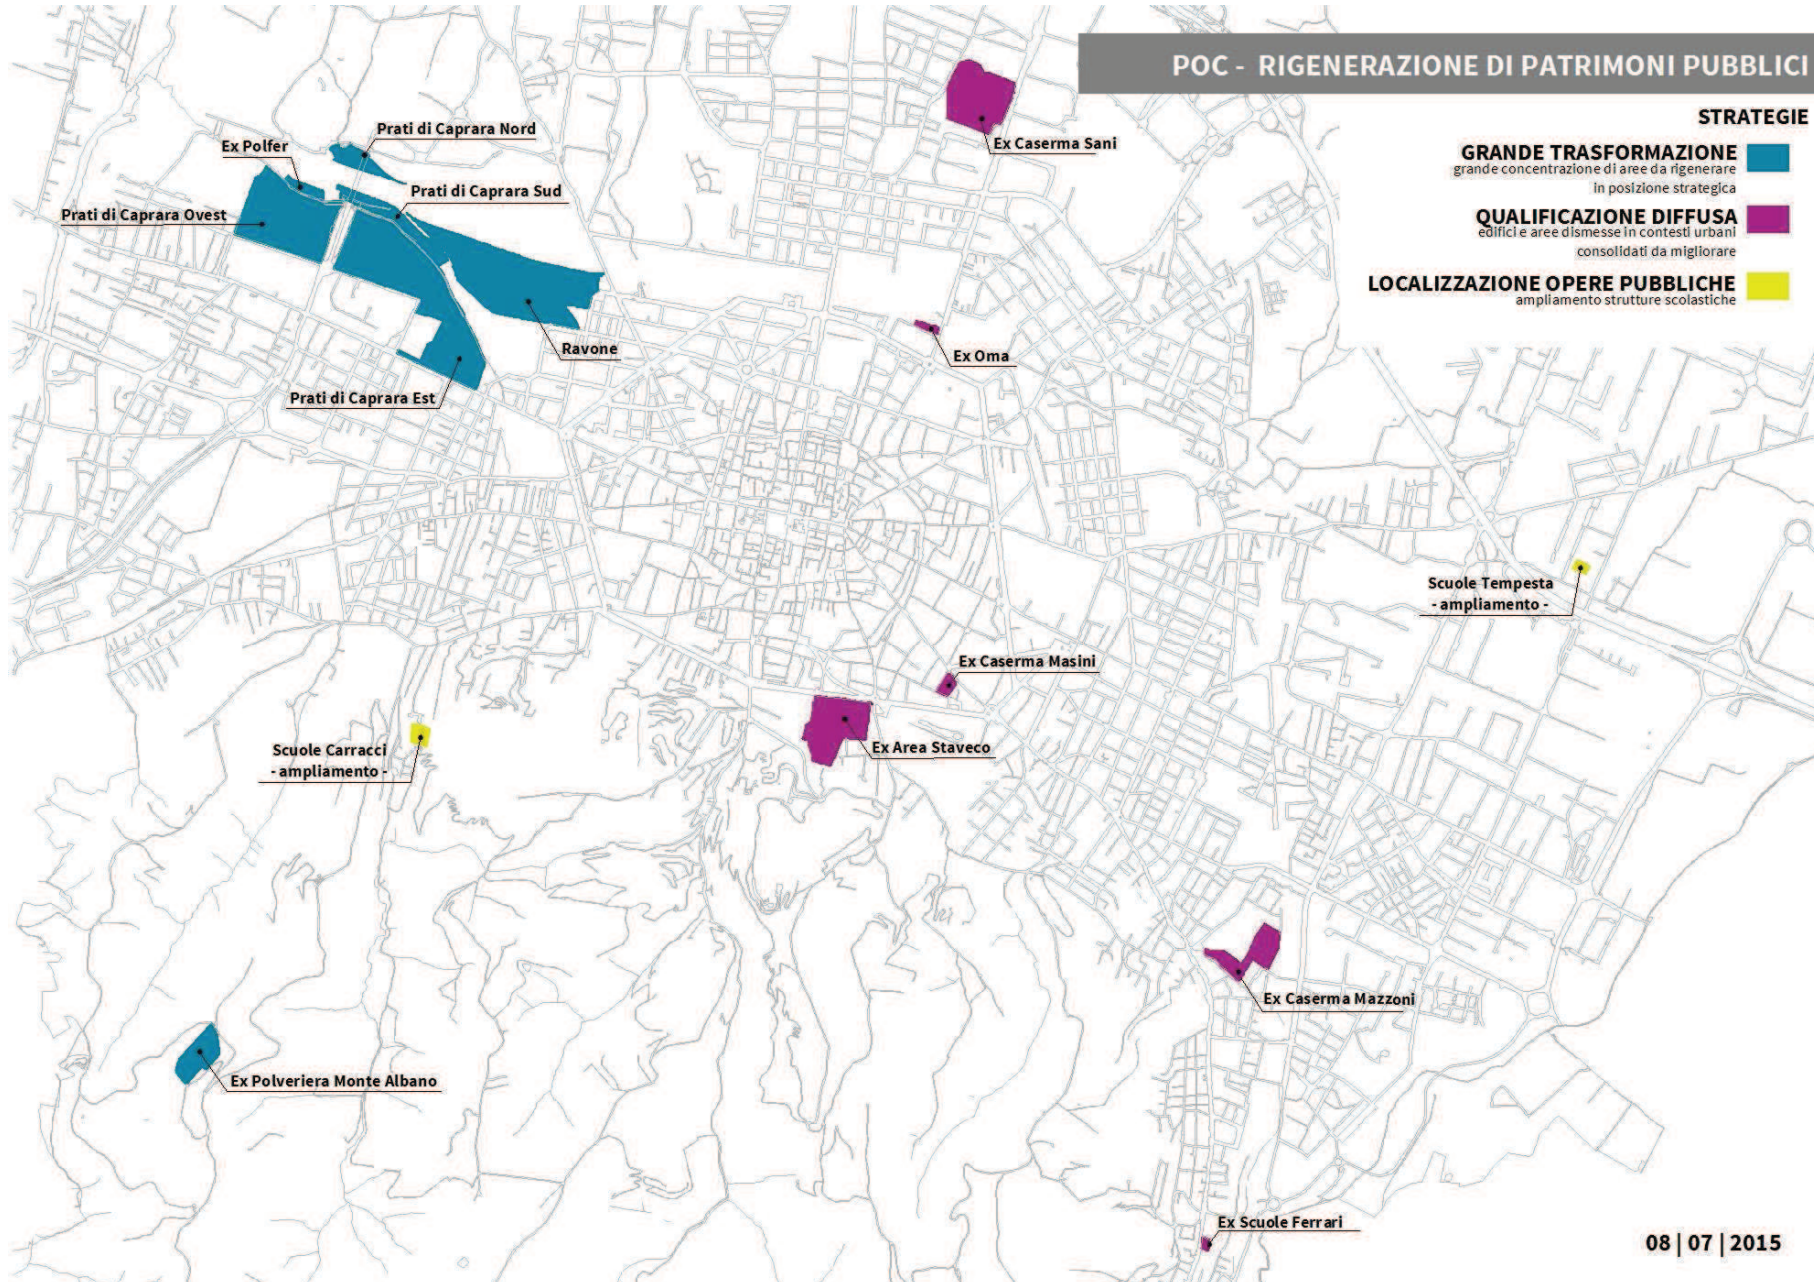 POC - RIGENERAZIONE DI PATRIMONI PUBBLICI
STRATEGIE
GRANDE TRASFORMAZIONE
grande concentrazione di aree da rigenerare
in posizione strategica
QUALIFICAZIONE DIFFUSA
edifici e aree dismesse in contesti urbani
consolidati da migliorare
LOCALIZZAZIONE OPERE PUBBLICHE
ampliamento strutture scolastiche
Prati di Caprara Nord
Ex Polfer
Prati di Caprara Sud
Prati di Caprara Ovest
Ravone
Prati di Caprara Est
Ex Caserma Sani
Ex Oma
Scuole Tempesta
- ampliamento -
Ex Caserma Masini
Ex Area Staveco
Scuole Carracci
- ampliamento -
Ex Caserma Mazzoni
Ex Polveriera Monte Albano
Ex Scuole Ferrari
08 | 07 | 2015